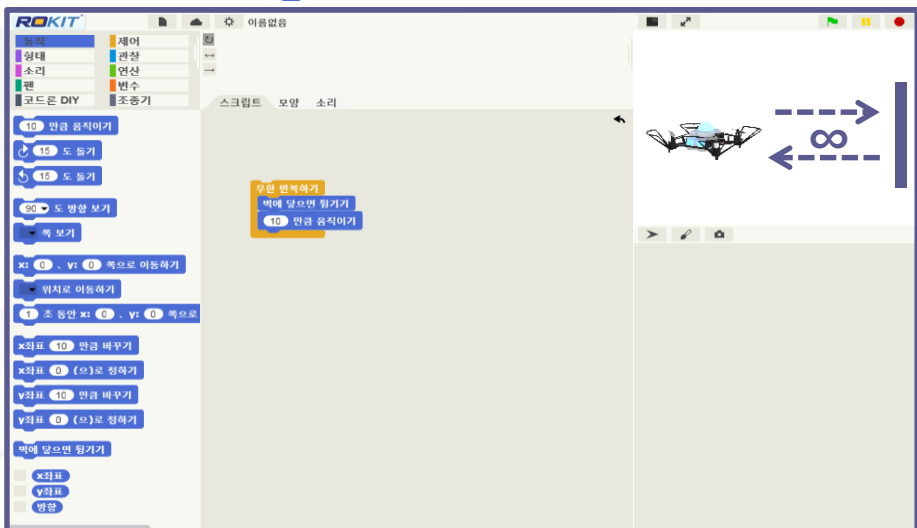 ROKIT
이름없음
동작
제어
형태
관찰
소리
연산
펜
변수
코드론 DIY
조종기
스크립트 모양 소리
10 만큼 움직이기
15 도 돌기
15 도 돌기
90 도 방향 보기
쪽 보기
x: 0 、 y: 0 쪽으로 이동하기
위치로 이동하기
1 초 동안 x: 0 、 y: 0 쪽으로
x좌표 10 만큼 바꾸기
x좌표 0 (으)로 정하기
y좌표 10 만큼 바꾸기
y좌표 0 (으)로 정하기
벽에 닿으면 튕기기
x좌표
y좌표
방향
무한 반복하기
벽에 닿으면 튕기기
10 만큼 움직이기
∞